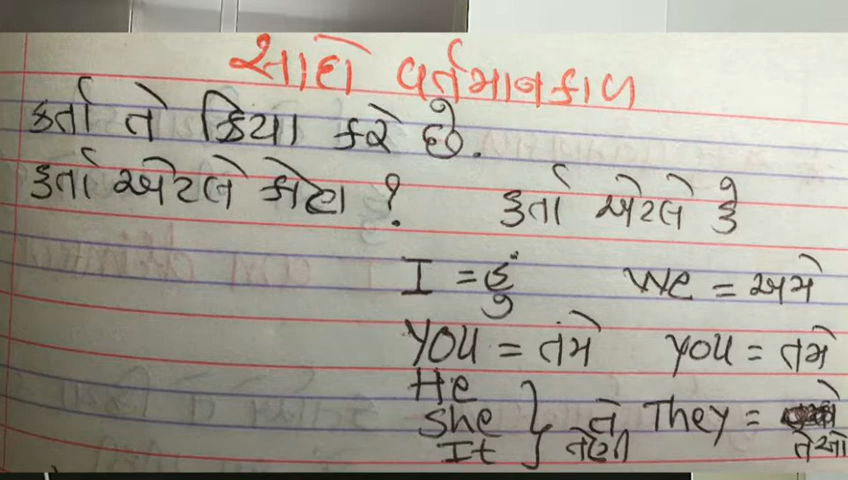 સાદો વર્તમાનકાળ
કર્તા તે ક્રિયા કરે છે.
કર્તા એટલે કોણ ? કર્તા એટલે કે
I = હું We = અમે
you = તમે you = તમે
He
She } તે They =
It તેણી તેઓ